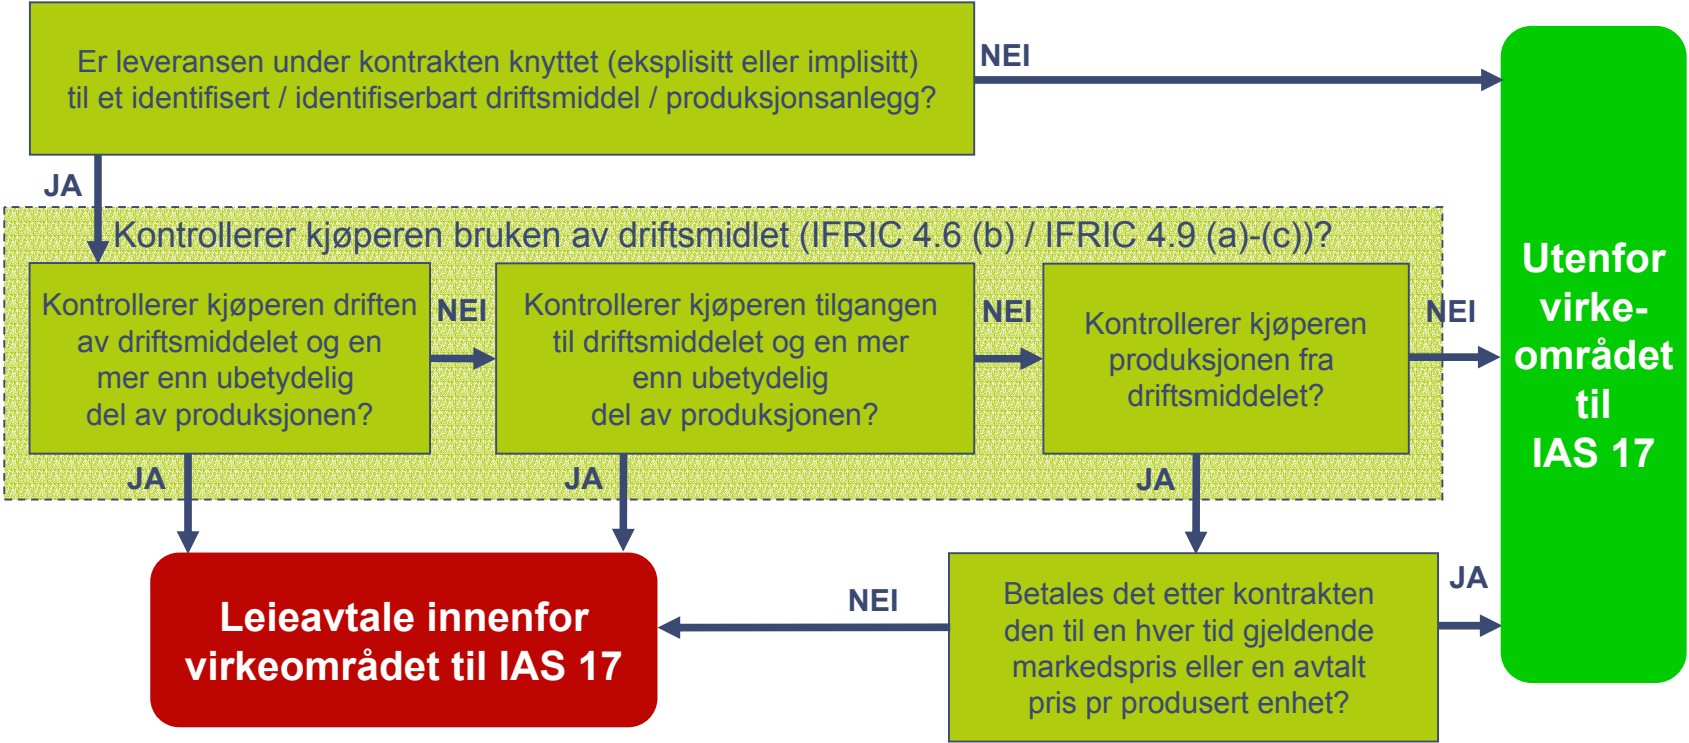 Er leveransen under kontrakten knyttet (eksplisitt eller implisitt)
til et identifisert / identifiserbart driftsmiddel / produksjonsanlegg?
NEI
JA
Kontrollerer kjøperen bruken av driftsmidlet (IFRIC 4.6 (b) / IFRIC 4.9 (a)-(c))?
Kontrollerer kjøperen driften
av driftsmiddelet og en
mer enn ubetydelig
del av produksjonen?
NEI
Kontrollerer kjøperen tilgangen
til driftsmiddelet og en mer
enn ubetydelig
del av produksjonen?
NEI
Kontrollerer kjøperen
produksjonen fra
driftsmiddelet?
NEI
Utenfor
virke-
området
til
IAS 17
JA
JA
JA
Leieavtale innenfor
virkeområdet til IAS 17
NEI
Betales det etter kontrakten
den til en hver tid gjeldende
markedspris eller en avtalt
pris pr produsert enhet?
JA